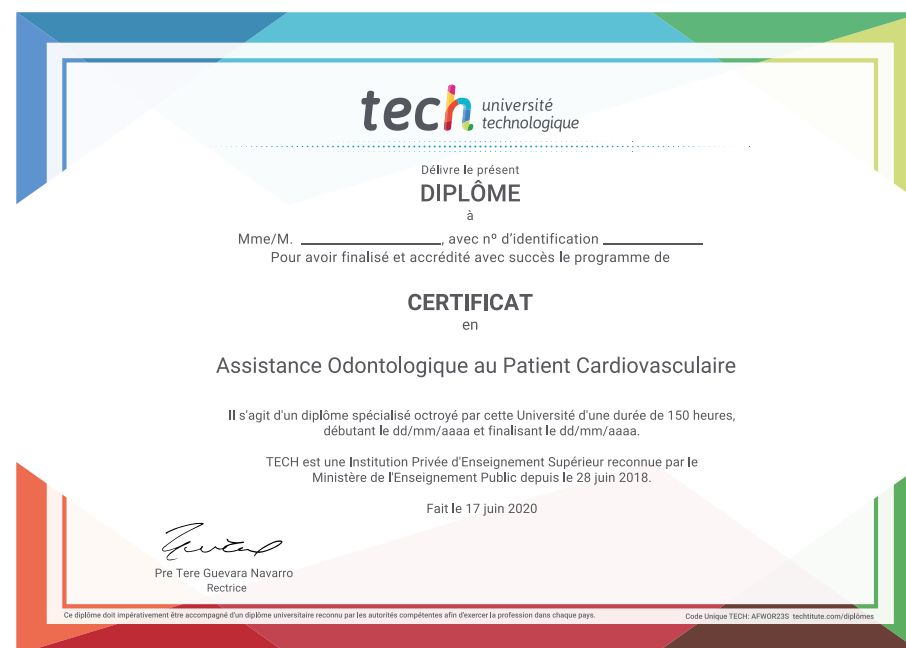 tech université
technologique
Délivre le présent
DIPLÔME
à
Mme/M. ____________________, avec nº d'identification ______________
Pour avoir finalisé et accrédité avec succès le programme de
CERTIFICAT
en
Assistance Odontologique au Patient Cardiovasculaire
Il s'agit d'un diplôme spécialisé octroyé par cette Université d'une durée de 150 heures,
débutant le dd/mm/aaaa et finalisant le dd/mm/aaaa.
TECH est une Institution Privée d'Enseignement Supérieur reconnue par le
Ministère de l'Enseignement Public depuis le 28 juin 2018.
Fait le 17 juin 2020
Pre Tere Guevara Navarro
Rectrice
Ce diplôme doit impérativement être accompagné d'un diplôme universitaire reconnu par les autorités compétentes afin d'exercer la profession dans chaque pays.
Code Unique TECH: AFWOR23S techtitute.com/diplômes